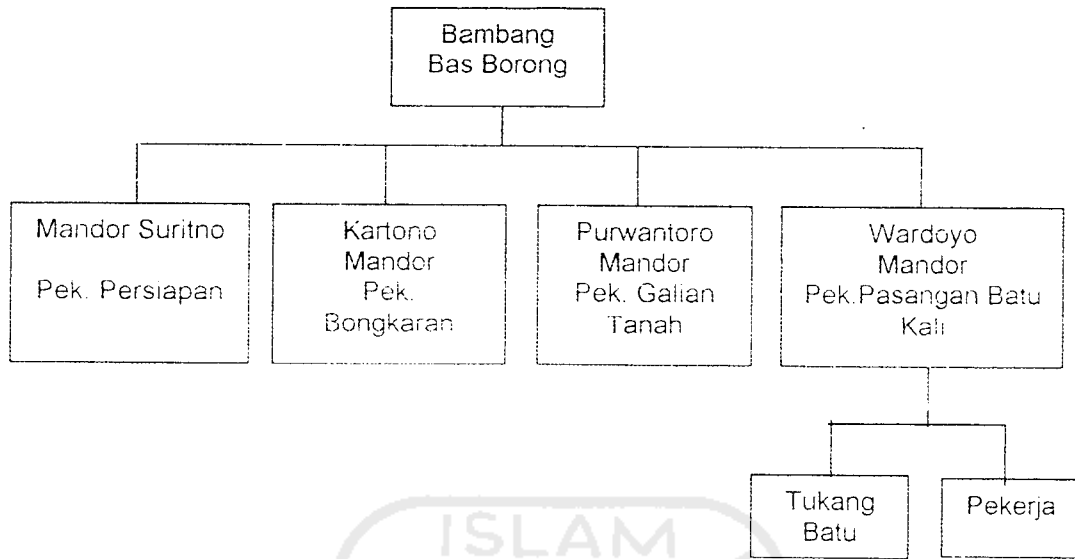 Bambang
Bas Borong
Mandor Suritno
Pek. Persiapan
Kartono
Mandor
Pek.
Bongkaran
Purwantoro
Mandor
Pek. Galian
Tanah
Wardoyo
Mandor
Pek.Pasangan Batu
Kali
Tukang
Batu
Pekerja
ISLAM